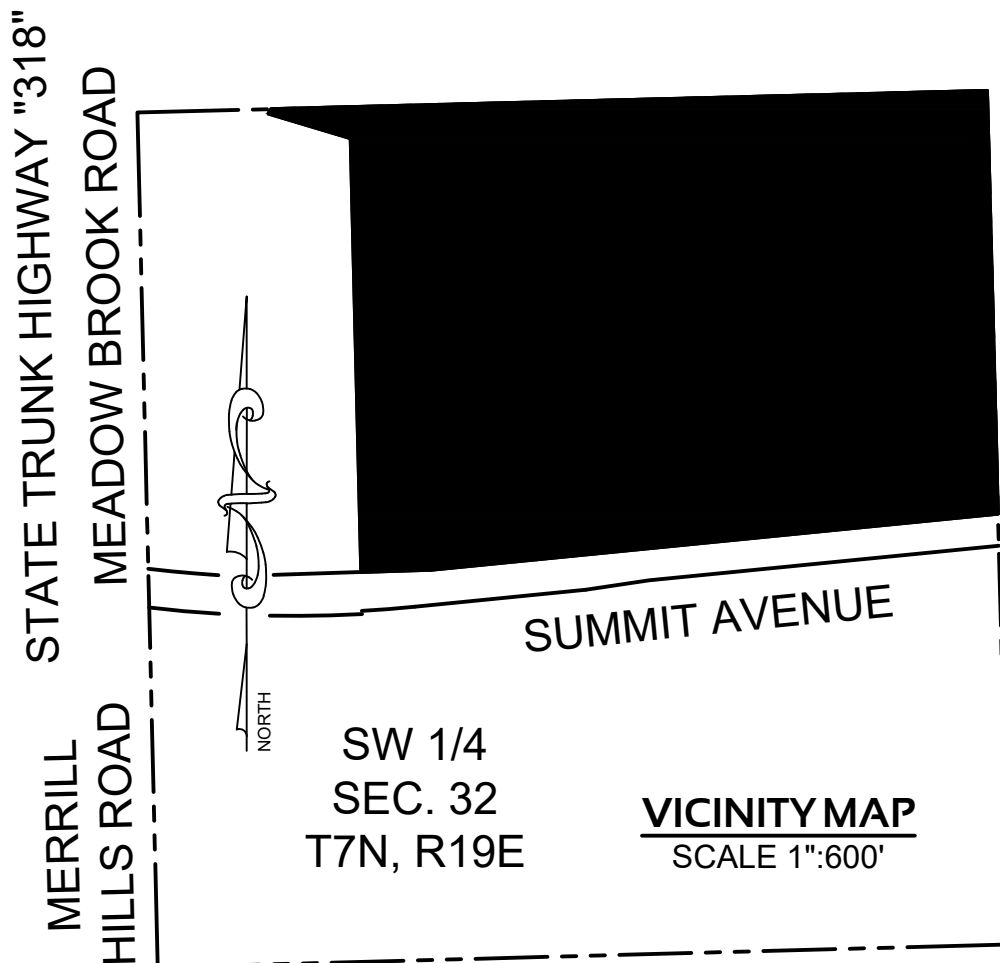 STATE TRUNK HIGHWAY "318"
MEADOW BROOK ROAD
SUMMIT AVENUE
NORTH
MERRILL
HILLS ROAD
SW 1/4
SEC. 32
T7N, R19E
VICINITY MAP
SCALE 1":600'